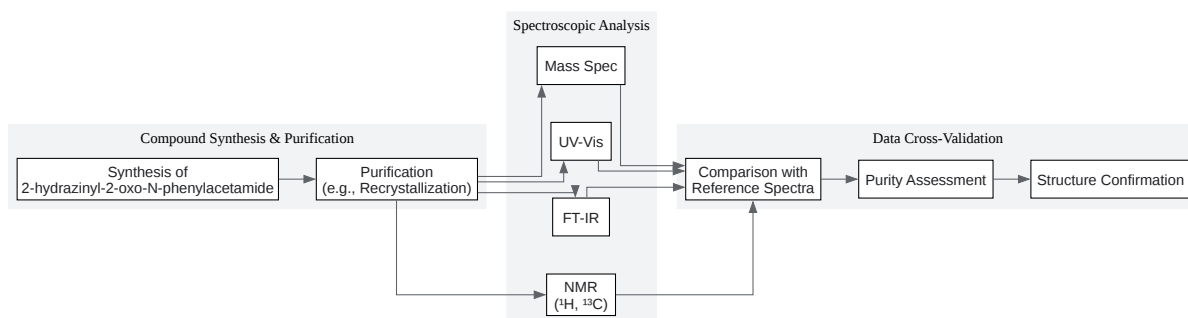 Spectroscopic Analysis
Mass Spec
UV-Vis
FT-IR
NMR
(¹H, ¹³C)
Compound Synthesis & Purification
Synthesis of
2-hydrazinyl-2-oxo-N-phenylacetamide
Purification
(e.g., Recrystallization)
Data Cross-Validation
Comparison with
Reference Spectra
Purity Assessment
Structure Confirmation